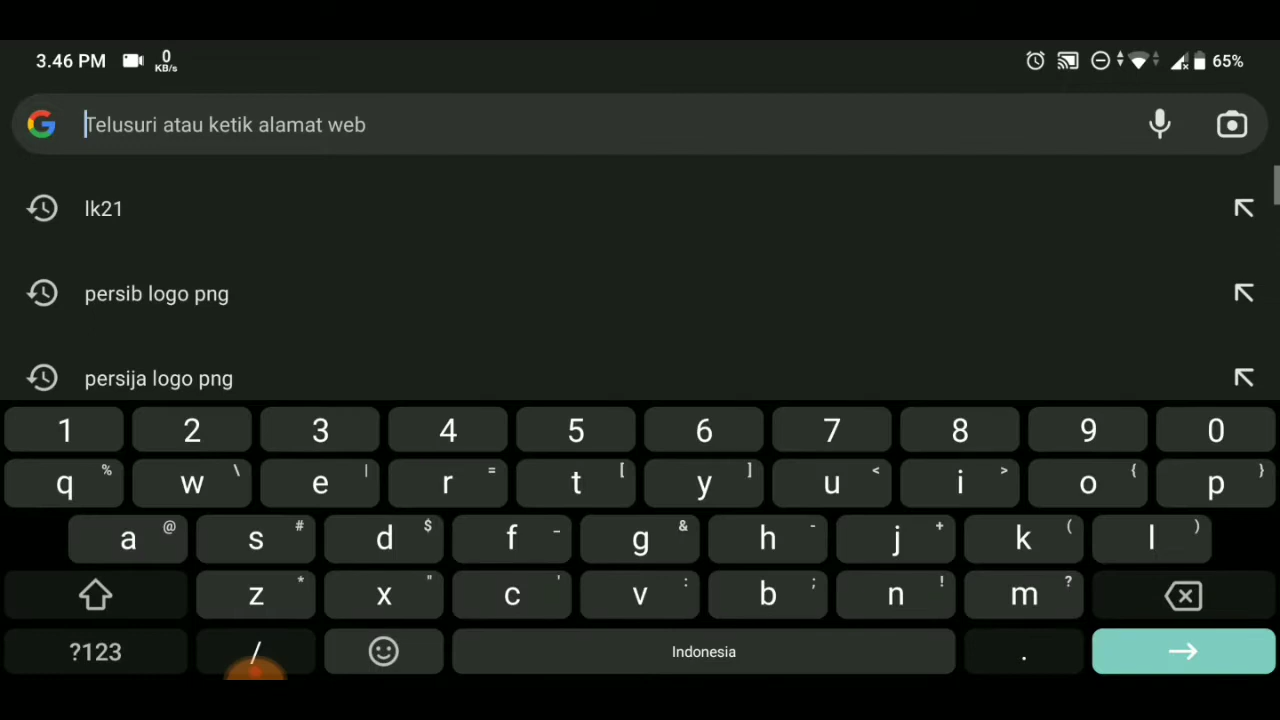 3.46 PM 0 KB/s 65%
Telusuri atau ketik alamat web
lk21
persib logo png
persija logo png
1 2 3 4 5 6 7 8 9 0
q % w \ e | r = t [ y ] u < i > o { p }
a @ s # d $ f _ g & h - j + k ( l )
z * x " c ' v : b ; n ! m ?
?123 / Indonesia .